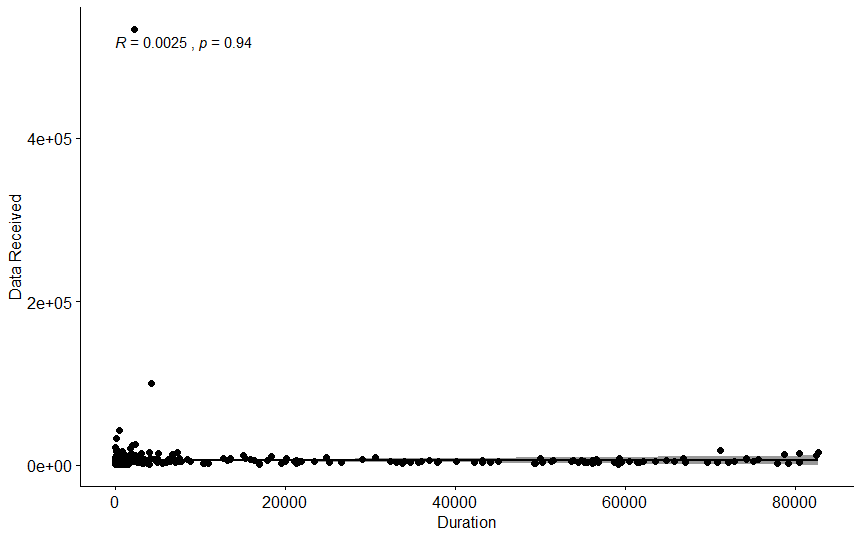 R = 0.0025 , p = 0.94
4e+05
2e+05
0e+00
Data Received
0 20000 40000 60000 80000
Duration